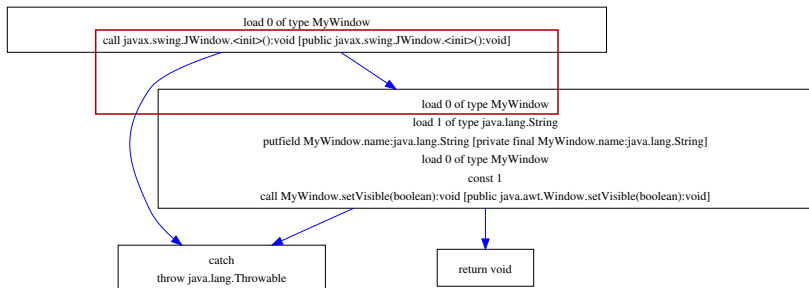 load 0 of type MyWindow
call javax.swing.JWindow.<init>():void [public javax.swing.JWindow.<init>():void]
load 0 of type MyWindow
load 1 of type java.lang.String
putfield MyWindow.name:java.lang.String [private final MyWindow.name:java.lang.String]
load 0 of type MyWindow
const 1
call MyWindow.setVisible(boolean):void [public java.awt.Window.setVisible(boolean):void]
catch
throw java.lang.Throwable
return void